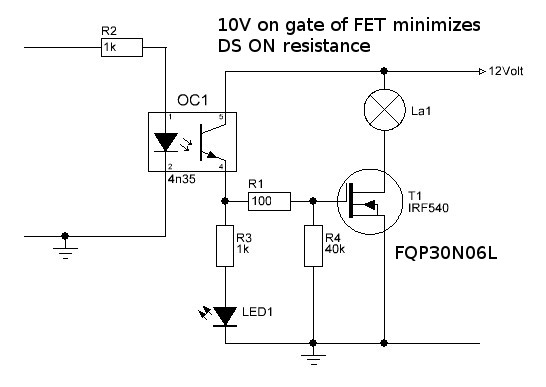 10V on gate of FET minimizes
DS ON resistance
R2
1k
12Volt
OC1
La1
1
5
2
4
4n35
R1
100
T1
IRF540
R3
1k
R4
40k
FQP30N06L
LED1